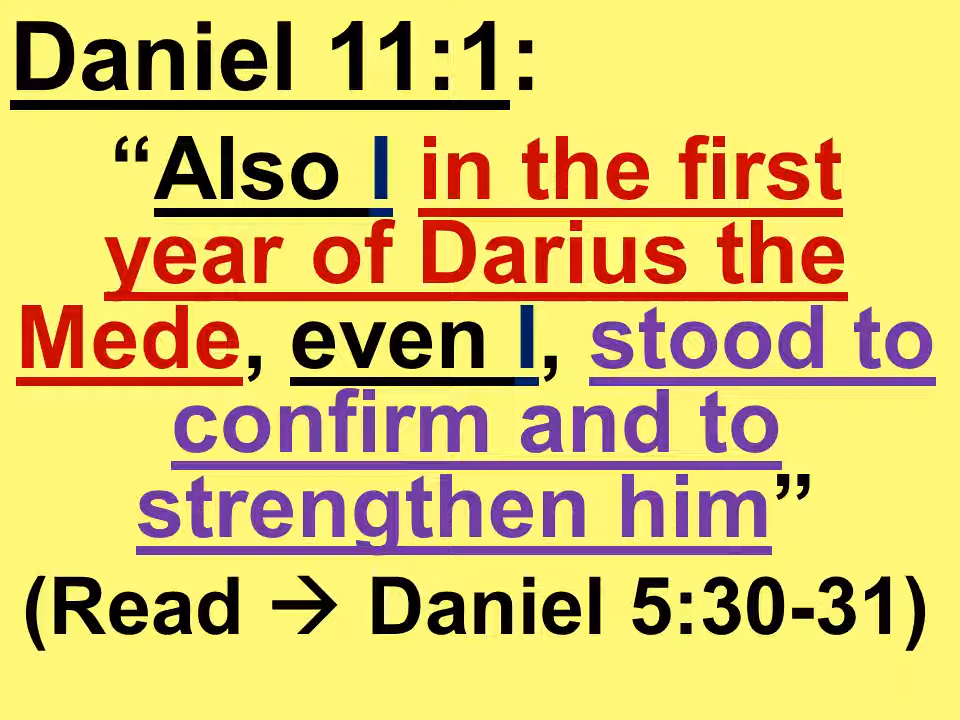 Daniel 11:1:
“Also I in the first
year of Darius the
Mede, even I, stood to
confirm and to
strengthen him”
(Read → Daniel 5:30-31)